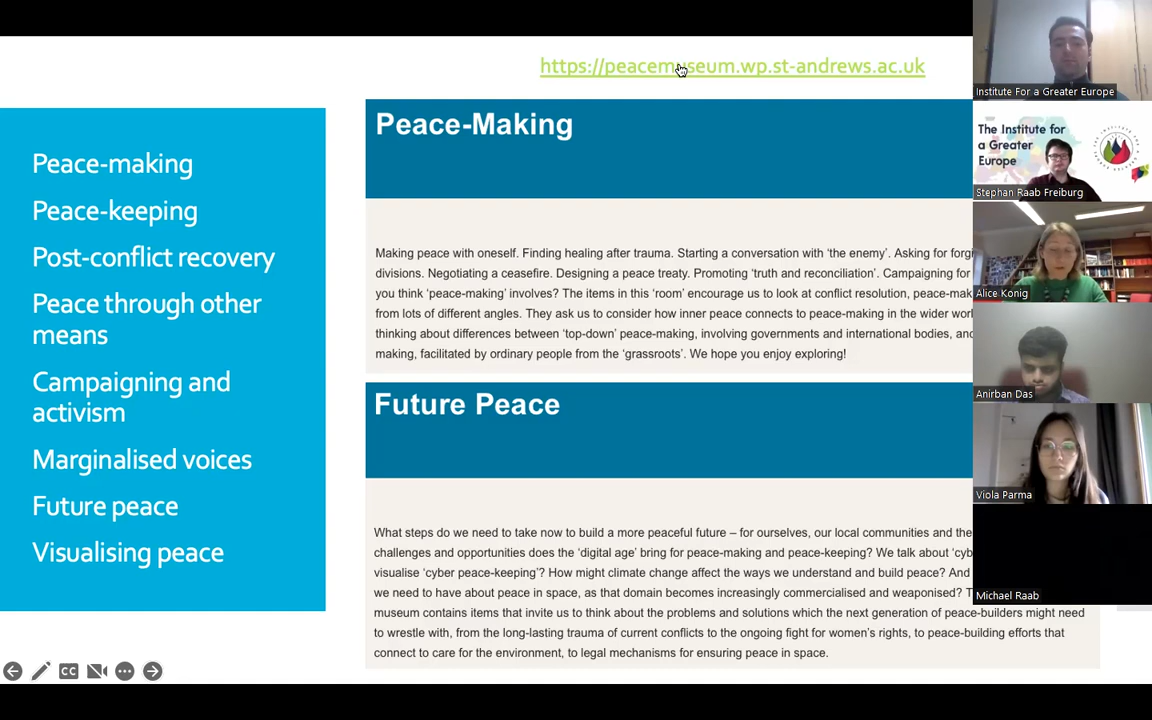 https://peacemuseum.wp.st-andrews.ac.uk
Peace-making
Peace-keeping
Post-conflict recovery
Peace through other
means
Campaigning and
activism
Marginalised voices
Future peace
Visualising peace
Peace-Making
Making peace with oneself. Finding healing after trauma. Starting a conversation with ‘the enemy’. Asking for forgi
divisions. Negotiating a ceasefire. Designing a peace treaty. Promoting ‘truth and reconciliation’. Campaigning for
you think ‘peace-making’ involves? The items in this ‘room’ encourage us to look at conflict resolution, peace-mak
from lots of different angles. They ask us to consider how inner peace connects to peace-making in the wider worl
thinking about differences between ‘top-down’ peace-making, involving governments and international bodies, and
making, facilitated by ordinary people from the ‘grassroots’. We hope you enjoy exploring!
Future Peace
What steps do we need to take now to build a more peaceful future – for ourselves, our local communities and the
challenges and opportunities does the ‘digital age’ bring for peace-making and peace-keeping? We talk about ‘cyb
visualise ‘cyber peace-keeping’? How might climate change affect the ways we understand and build peace? And
we need to have about peace in space, as that domain becomes increasingly commercialised and weaponised? T
museum contains items that invite us to think about the problems and solutions which the next generation of peace-builders might need
to wrestle with, from the long-lasting trauma of current conflicts to the ongoing fight for women’s rights, to peace-building efforts that
connect to care for the environment, to legal mechanisms for ensuring peace in space.
CC
Institute For a Greater Europe
The Institute for
a Greater
Europe
Stephan Raab Freiburg
Alice Konig
Anirban Das
Viola Parma
Michael Raab